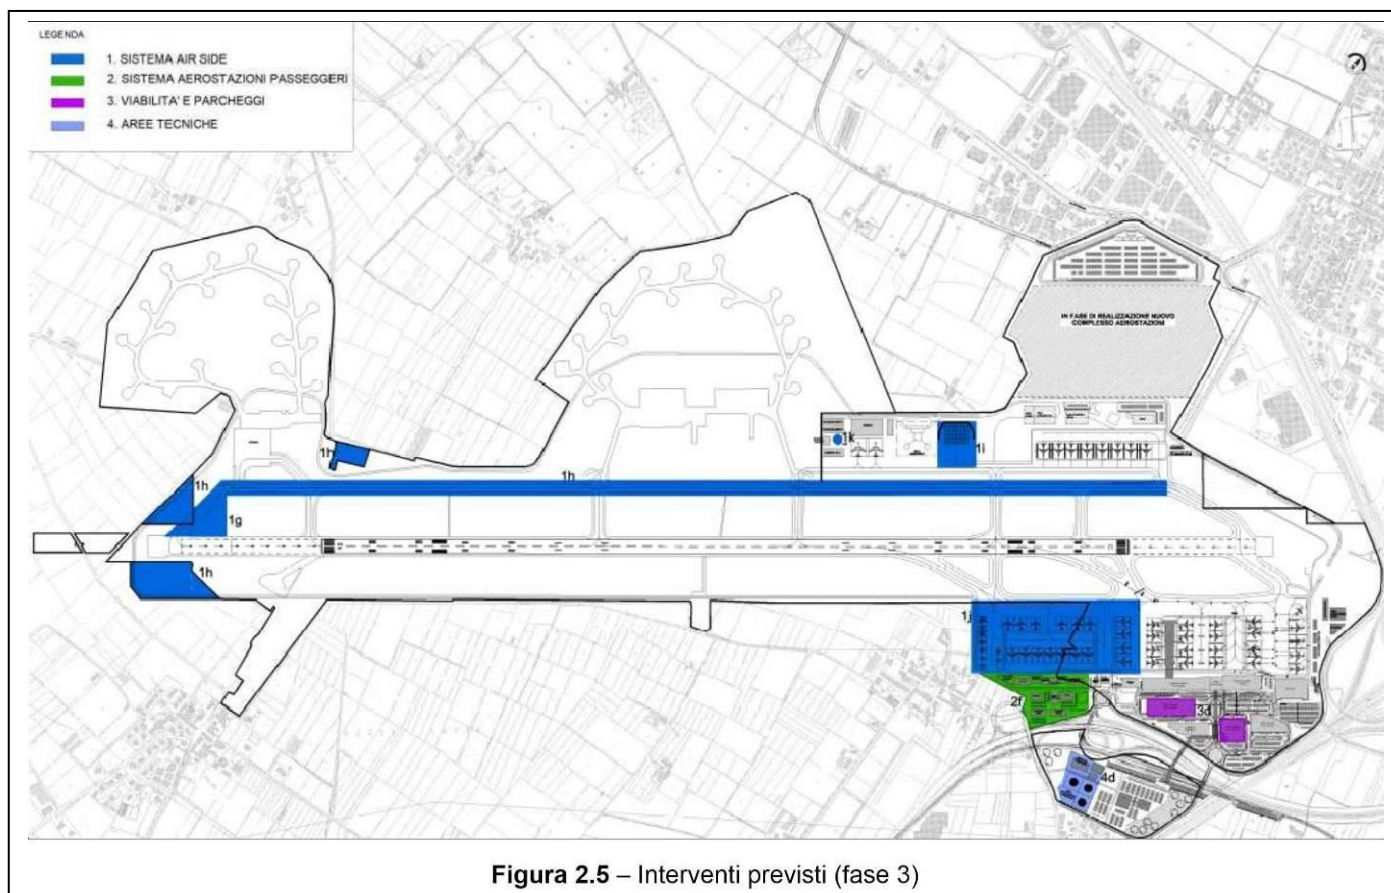 LEGENDA
1. SISTEMA AIR SIDE
2. SISTEMA AEROSTAZIONI PASSEGGERI
3. VIABILITA' E PARCHEGGI
4. AREE TECNICHE
IN FASE DI REALIZZAZIONE NUOVO
COMPLESSO AEROSTAZIONI
1h
1k
1i
1h
1h
1g
1h
1j
2f
3d
4d
Figura 2.5 – Interventi previsti (fase 3)